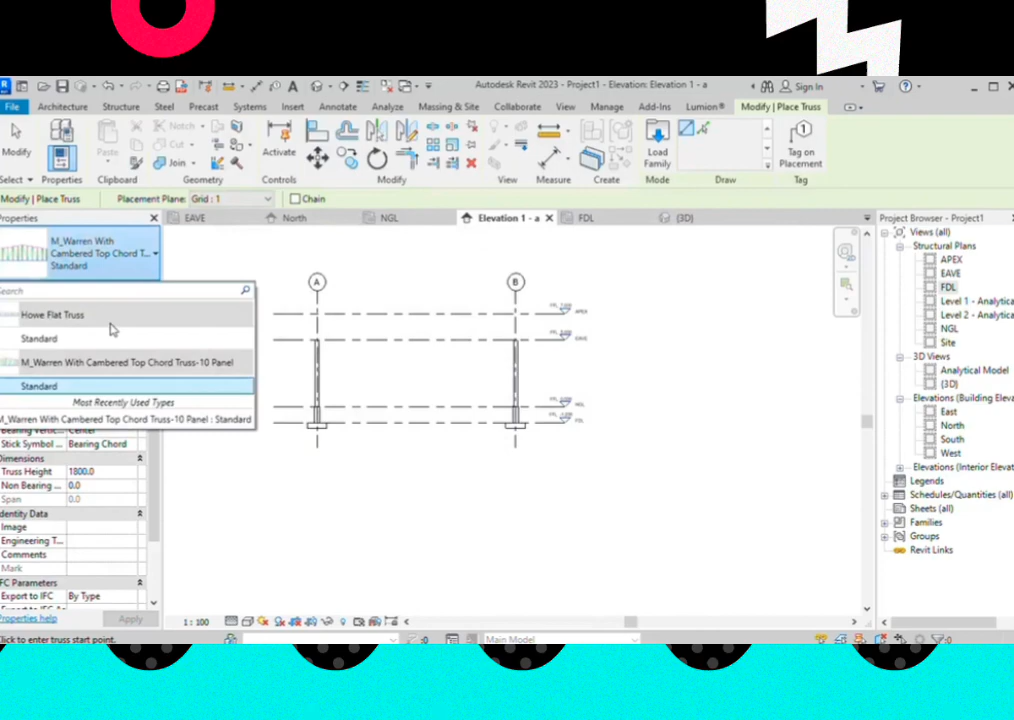 Autodesk Revit 2023 - Project1 - Elevation: Elevation 1 - a
Sign In
File Architecture Structure Steel Precast Systems Insert Annotate Analyze Massing & Site Collaborate View Manage Add-Ins Lumion® Modify | Place Truss
Modify
Paste
Notch
Cut
Join
Activate
Load
Family
Tag on
Placement
Select Properties Clipboard Geometry Controls Modify View Measure Create Mode Draw Tag
Modify | Place Truss Placement Plane: Grid : 1 Chain
Properties
EAVE North NGL Elevation 1 - a FDL {3D}
M_Warren With
Cambered Top Chord T...
Standard
Search
Howe Flat Truss
Standard
M_Warren With Cambered Top Chord Truss-10 Panel
Standard
Most Recently Used Types
M_Warren With Cambered Top Chord Truss-10 Panel : Standard
Bearing Vertic... Center
Stick Symbol ... Bearing Chord
Dimensions
Truss Height 1800.0
Non Bearing ... 0.0
Span 0.0
Identity Data
Image
Engineering T...
Comments
Mark
IFC Parameters
Export to IFC By Type
Properties help Apply
A B
APEX
EAVE
NGL
FDL
Project Browser - Project1
Views (all)
Structural Plans
APEX
EAVE
FDL
Level 1 - Analytica
Level 2 - Analytica
NGL
Site
3D Views
Analytical Model
{3D}
Elevations (Building Eleva
East
North
South
West
Elevations (Interior Elevat
Legends
Schedules/Quantities (all)
Sheets (all)
Families
Groups
Revit Links
1 : 100
Click to enter truss start point.
:0
Main Model
:0